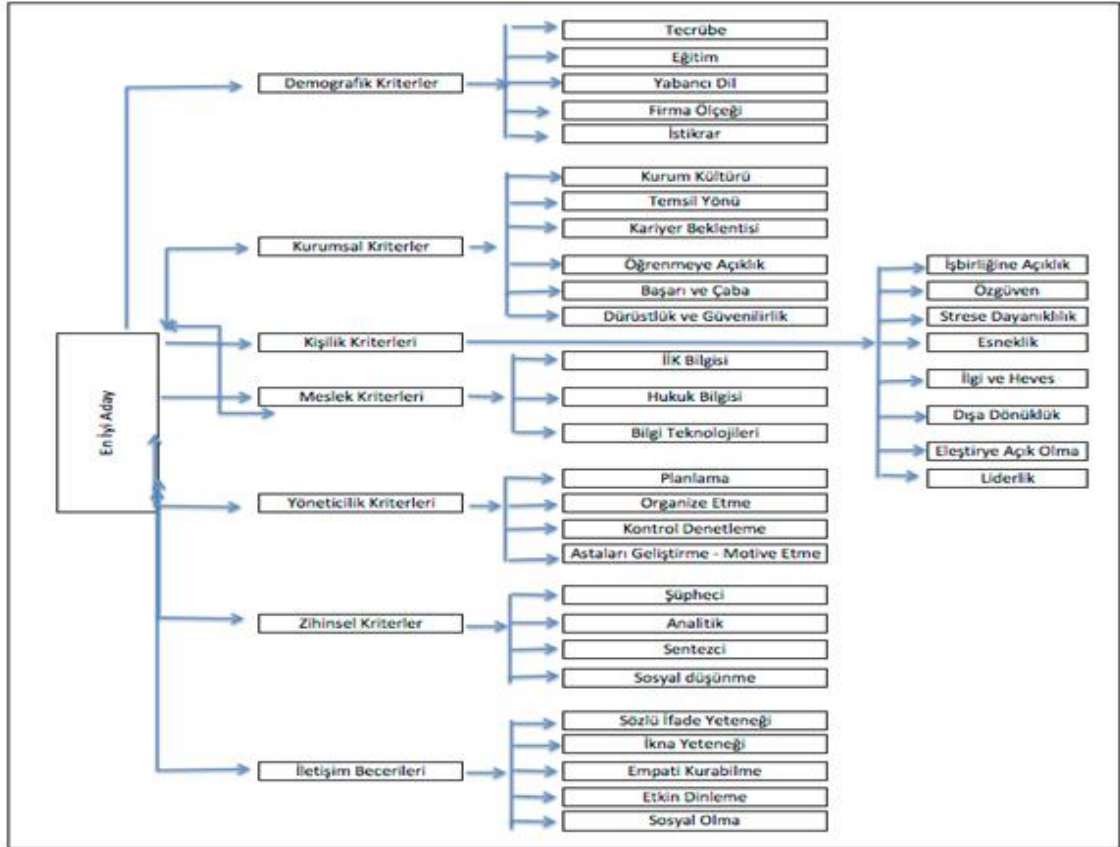 En İyi Aday
Demografik Kriterler
Tecrübe
Eğitim
Yabancı Dil
Firma Ölçeği
İstikrar
Kurumsal Kriterler
Kurum Kültürü
Temsil Yönü
Kariyer Beklentisi
Öğrenmeye Açıklık
Başarı ve Çaba
Dürüstlük ve Güvenilirlik
Kişilik Kriterleri
İşbirliğine Açıklık
Özgüven
Strese Dayanıklılık
Esneklik
İlgi ve Heves
Dışa Dönüklük
Eleştirye Açık Olma
Liderlik
Meslek Kriterleri
İİK Bilgisi
Hukuk Bilgisi
Bilgi Teknolojileri
Yöneticilik Kriterleri
Planlama
Organize Etme
Kontrol Denetleme
Astaları Geliştirme - Motive Etme
Zihinsel Kriterler
Şüpheci
Analitik
Sentezci
Sosyal düşünme
İletişim Becerileri
Sözlü İfade Yeteneği
İkna Yeteneği
Empati Kurabilme
Etkin Dinleme
Sosyal Olma